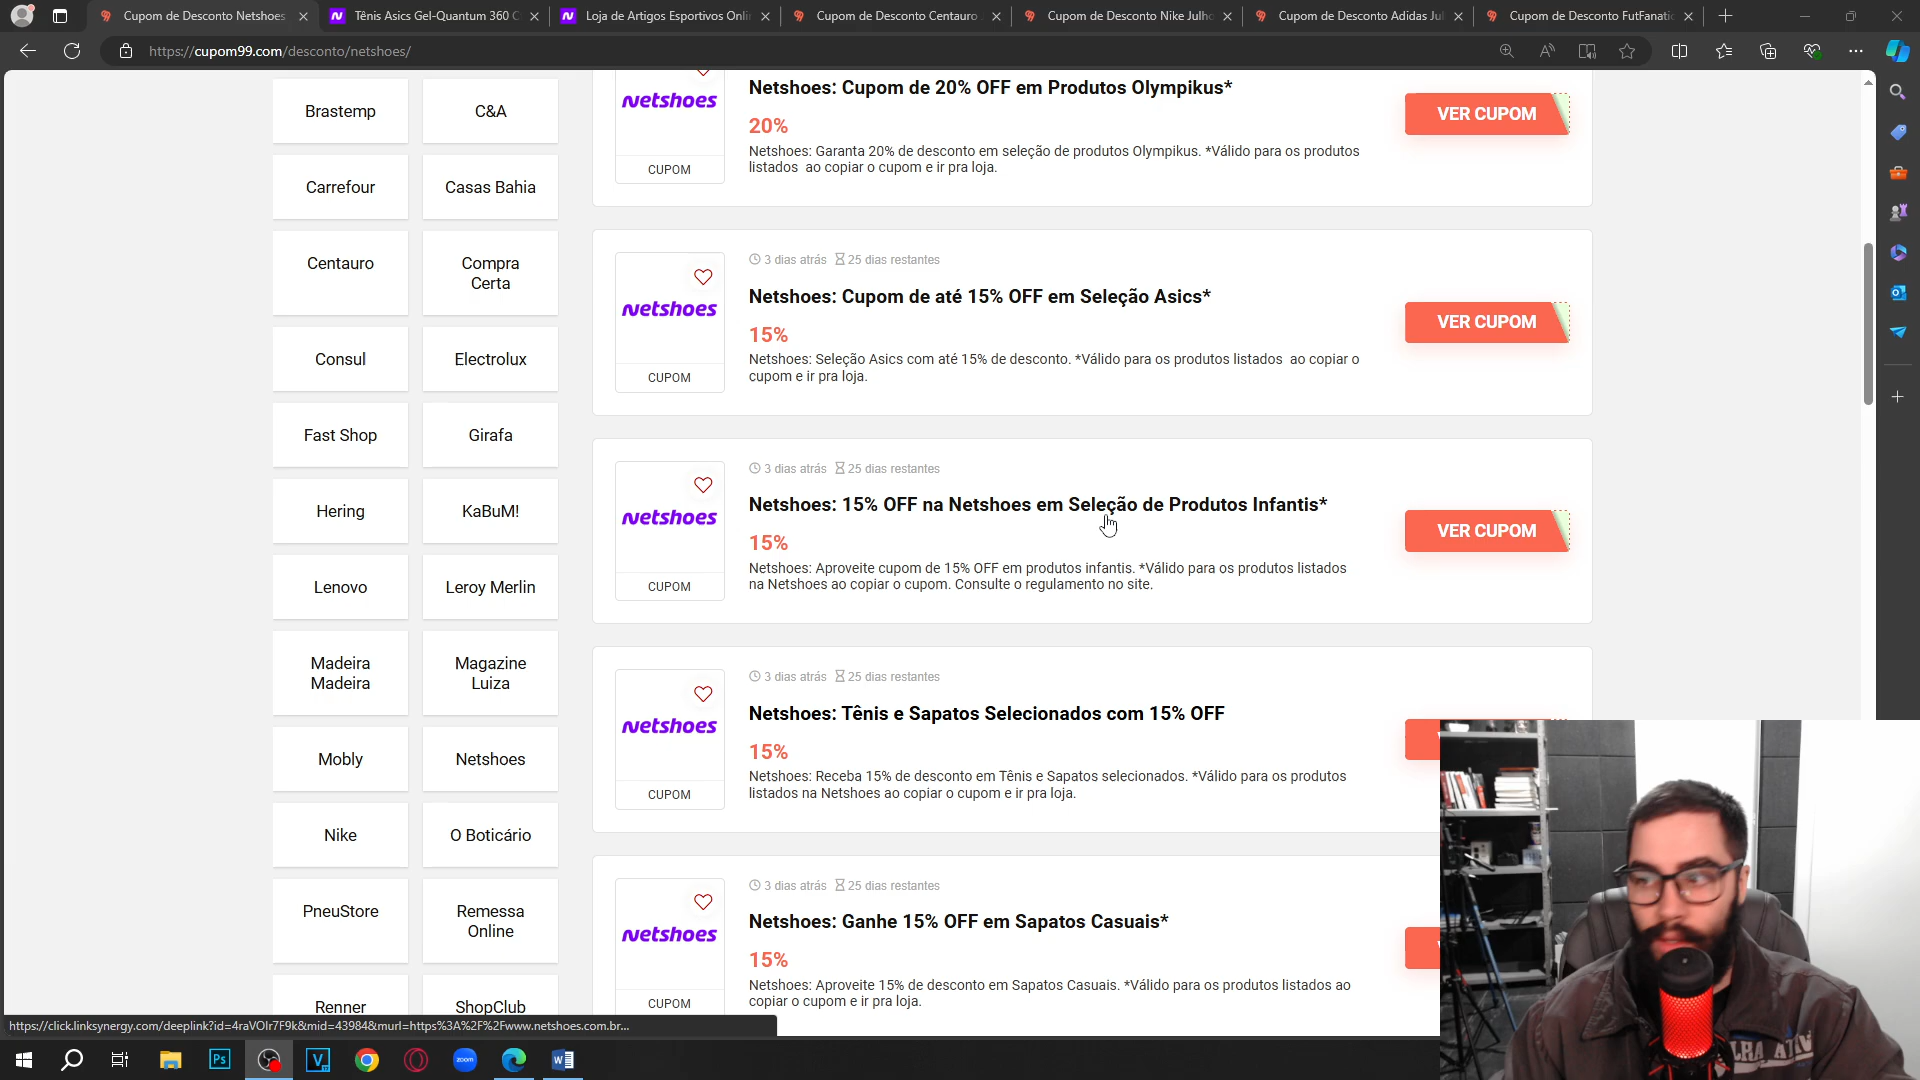 Cupom de Desconto Netshoes
Tênis Asics Gel-Quantum 360
Loja de Artigos Esportivos Onli
Cupom de Desconto Centauro
Cupom de Desconto Nike Julho
Cupom de Desconto Adidas Jul
Cupom de Desconto FutFanatic
https://cupom99.com/desconto/netshoes/
Brastemp
C&A
Carrefour
Casas Bahia
Centauro
Compra
Certa
Consul
Electrolux
Fast Shop
Girafa
Hering
KaBuM!
Lenovo
Leroy Merlin
Madeira
Madeira
Magazine
Luiza
Mobly
Netshoes
Nike
O Boticário
PneuStore
Remessa
Online
Renner
ShopClub
netshoes
CUPOM
Netshoes: Cupom de 20% OFF em Produtos Olympikus*
20%
Netshoes: Garanta 20% de desconto em seleção de produtos Olympikus. *Válido para os produtos
listados ao copiar o cupom e ir pra loja.
VER CUPOM
netshoes
CUPOM
3 dias atrás 25 dias restantes
Netshoes: Cupom de até 15% OFF em Seleção Asics*
15%
Netshoes: Seleção Asics com até 15% de desconto. *Válido para os produtos listados ao copiar o
cupom e ir pra loja.
VER CUPOM
netshoes
CUPOM
3 dias atrás 25 dias restantes
Netshoes: 15% OFF na Netshoes em Seleção de Produtos Infantis*
15%
Netshoes: Aproveite cupom de 15% OFF em produtos infantis. *Válido para os produtos listados
na Netshoes ao copiar o cupom. Consulte o regulamento no site.
VER CUPOM
netshoes
CUPOM
3 dias atrás 25 dias restantes
Netshoes: Tênis e Sapatos Selecionados com 15% OFF
15%
Netshoes: Receba 15% de desconto em Tênis e Sapatos selecionados. *Válido para os produtos
listados na Netshoes ao copiar o cupom e ir pra loja.
netshoes
CUPOM
3 dias atrás 25 dias restantes
Netshoes: Ganhe 15% OFF em Sapatos Casuais*
15%
Netshoes: Aproveite 15% de desconto em Sapatos Casuais. *Válido para os produtos listados ao
copiar o cupom e ir pra loja.
https://click.linksynergy.com/deeplink?id=4raVOIr7F9k&mid=43984&murl=https%3A%2F%2Fwww.netshoes.com.br...
Ps
V
zoom
W